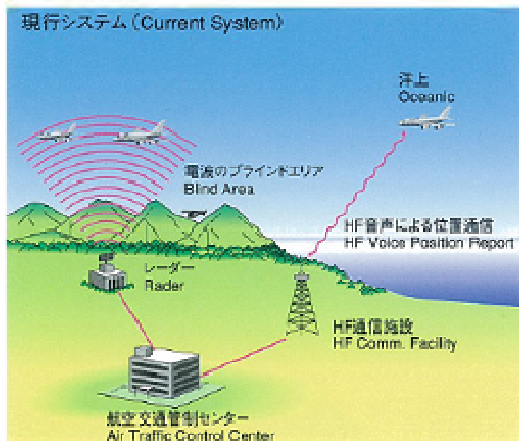 現行システム (Current System)
洋上
Oceanic
電波のブラインドエリア
Blind Area
HF音声による位置通信
HF Voice Position Report
レーダー
Rader
HF通信施設
HF Comm. Facility
航空交通管制センター
Air Traffic Control Center